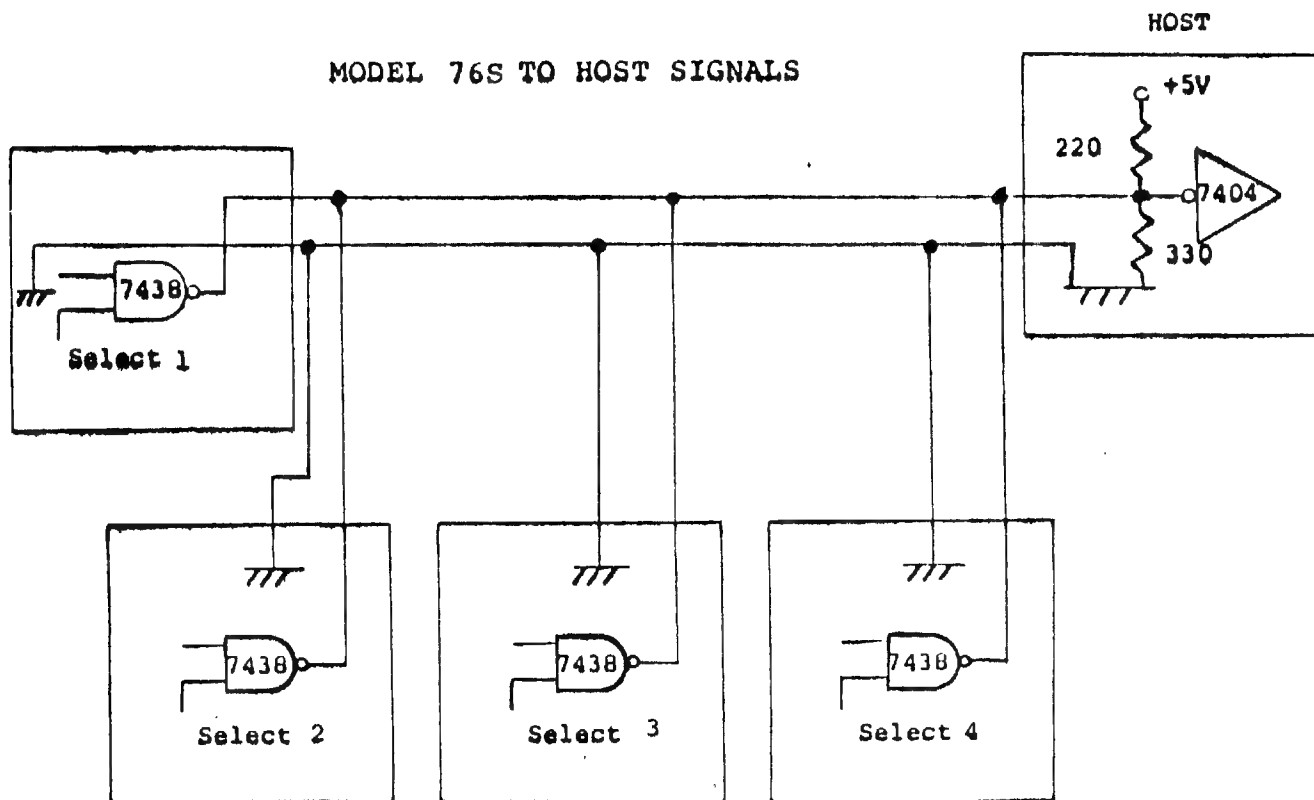 HOST
MODEL 76S TO HOST SIGNALS
+5V
220
7404
330
7438
Select 1
7438
7438
7438
Select 2
Select 3
Select 4